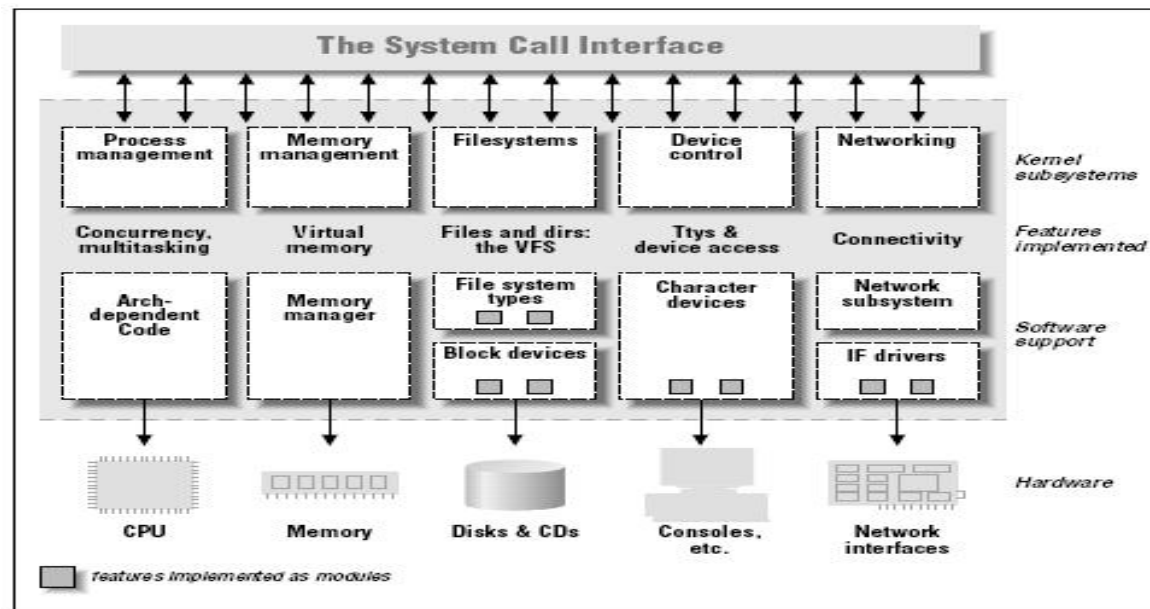 The System Call Interface
Process
management
Memory
management
Filesystems
Device
control
Networking
Kernel
subsystems
Concurrency,
multitasking
Virtual
memory
Files and dirs:
the VFS
Ttys &
device access
Connectivity
Features
implemented
Arch-
dependent
Code
Memory
manager
File system
types
Block devices
Character
devices
Network
subsystem
IF drivers
Software
support
Hardware
CPU
Memory
Disks & CDs
Consoles,
etc.
Network
interfaces
features implemented as modules